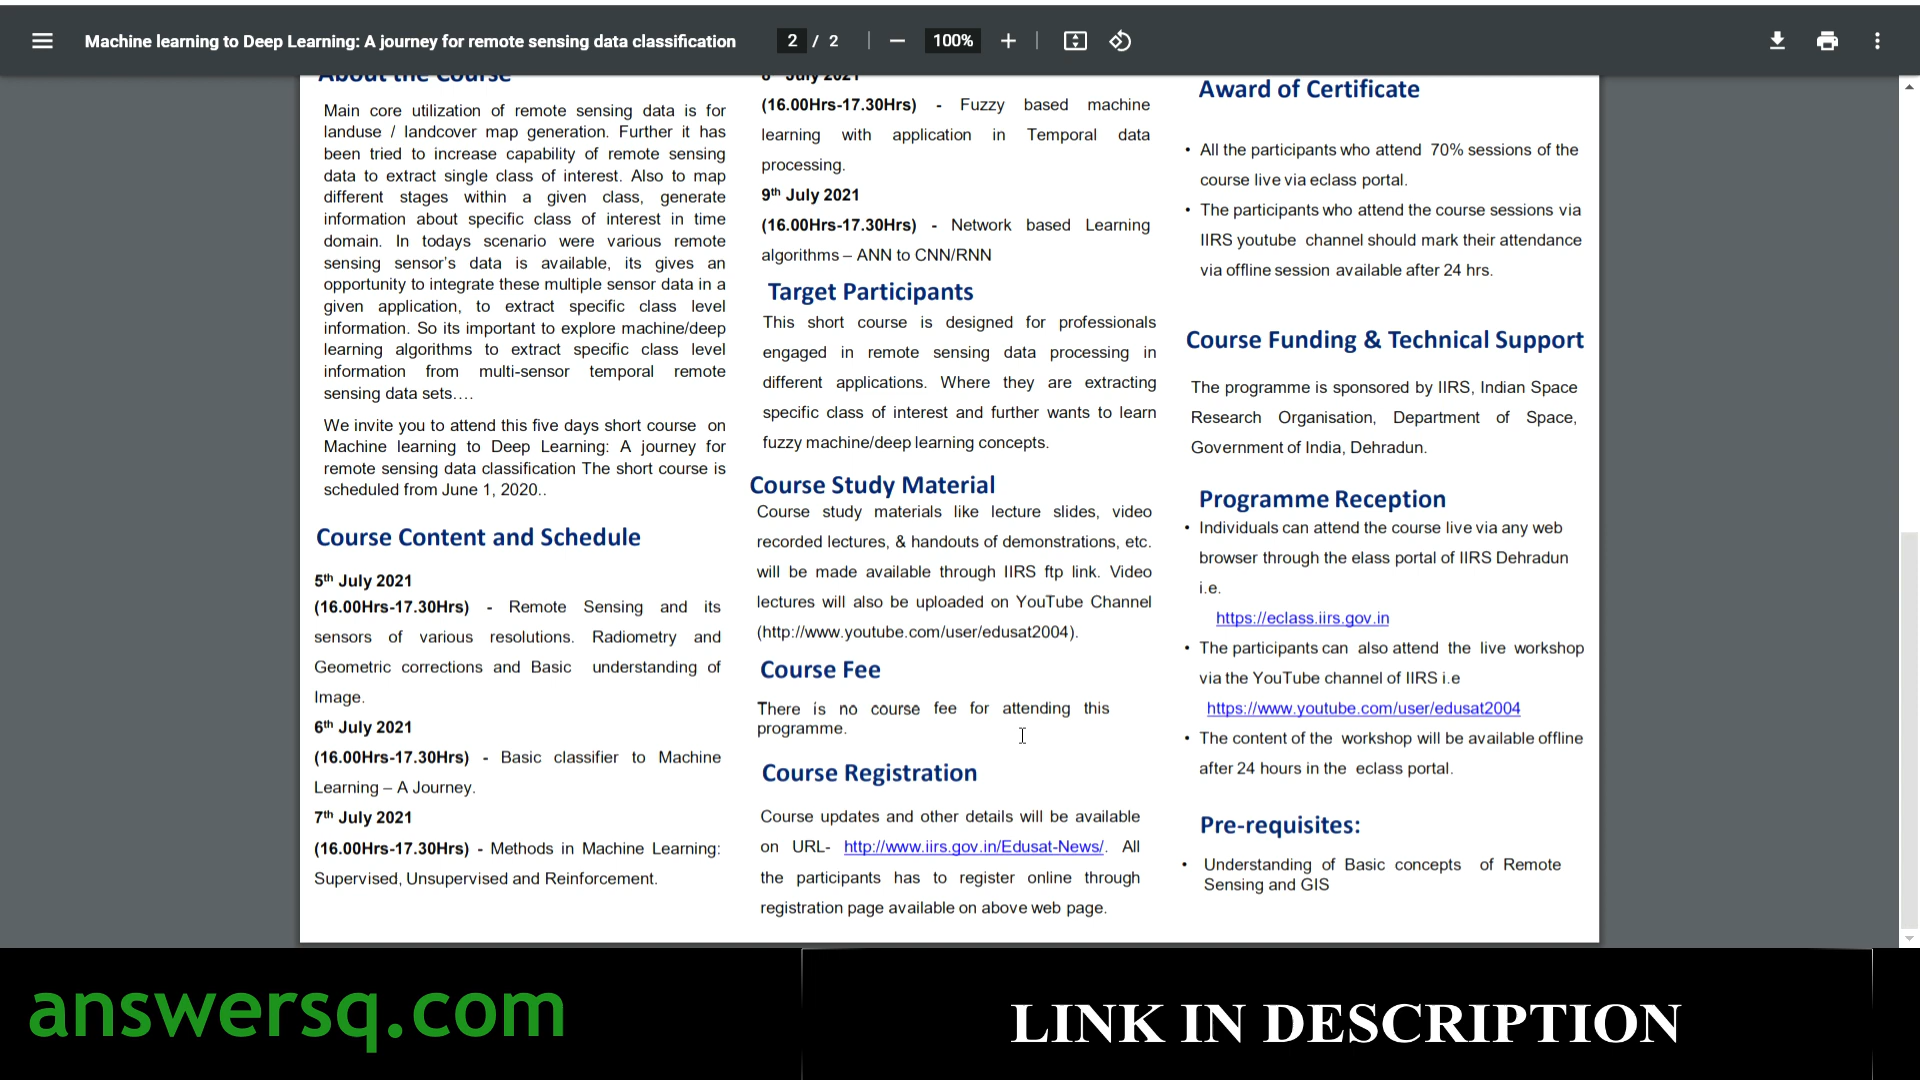 Machine learning to Deep Learning: A journey for remote sensing data classification
2 / 2
100%
About the Course
Main core utilization of remote sensing data is for
landuse / landcover map generation. Further it has
been tried to increase capability of remote sensing
data to extract single class of interest. Also to map
different stages within a given class, generate
information about specific class of interest in time
domain. In todays scenario were various remote
sensing sensor's data is available, its gives an
opportunity to integrate these multiple sensor data in a
given application, to extract specific class level
information. So its important to explore machine/deep
learning algorithms to extract specific class level
information from multi-sensor temporal remote
sensing data sets....
We invite you to attend this five days short course on
Machine learning to Deep Learning: A journey for
remote sensing data classification The short course is
scheduled from June 1, 2020..
Course Content and Schedule
5th July 2021
(16.00Hrs-17.30Hrs) - Remote Sensing and its
sensors of various resolutions. Radiometry and
Geometric corrections and Basic understanding of
Image.
6th July 2021
(16.00Hrs-17.30Hrs) - Basic classifier to Machine
Learning – A Journey.
7th July 2021
(16.00Hrs-17.30Hrs) - Methods in Machine Learning:
Supervised, Unsupervised and Reinforcement.
8th July 2021
(16.00Hrs-17.30Hrs) - Fuzzy based machine
learning with application in Temporal data
processing.
9th July 2021
(16.00Hrs-17.30Hrs) - Network based Learning
algorithms – ANN to CNN/RNN
Target Participants
This short course is designed for professionals
engaged in remote sensing data processing in
different applications. Where they are extracting
specific class of interest and further wants to learn
fuzzy machine/deep learning concepts.
Course Study Material
Course study materials like lecture slides, video
recorded lectures, & handouts of demonstrations, etc.
will be made available through IIRS ftp link. Video
lectures will also be uploaded on YouTube Channel
(http://www.youtube.com/user/edusat2004).
Course Fee
There is no course fee for attending this
programme.
Course Registration
Course updates and other details will be available
on URL- http://www.iirs.gov.in/Edusat-News/. All
the participants has to register online through
registration page available on above web page.
Award of Certificate
• All the participants who attend 70% sessions of the
course live via eclass portal.
• The participants who attend the course sessions via
IIRS youtube channel should mark their attendance
via offline session available after 24 hrs.
Course Funding & Technical Support
The programme is sponsored by IIRS, Indian Space
Research Organisation, Department of Space,
Government of India, Dehradun.
Programme Reception
• Individuals can attend the course live via any web
browser through the elass portal of IIRS Dehradun
i.e.
https://eclass.iirs.gov.in
• The participants can also attend the live workshop
via the YouTube channel of IIRS i.e
https://www.youtube.com/user/edusat2004
• The content of the workshop will be available offline
after 24 hours in the eclass portal.
Pre-requisites:
• Understanding of Basic concepts of Remote
Sensing and GIS
answersq.com
LINK IN DESCRIPTION